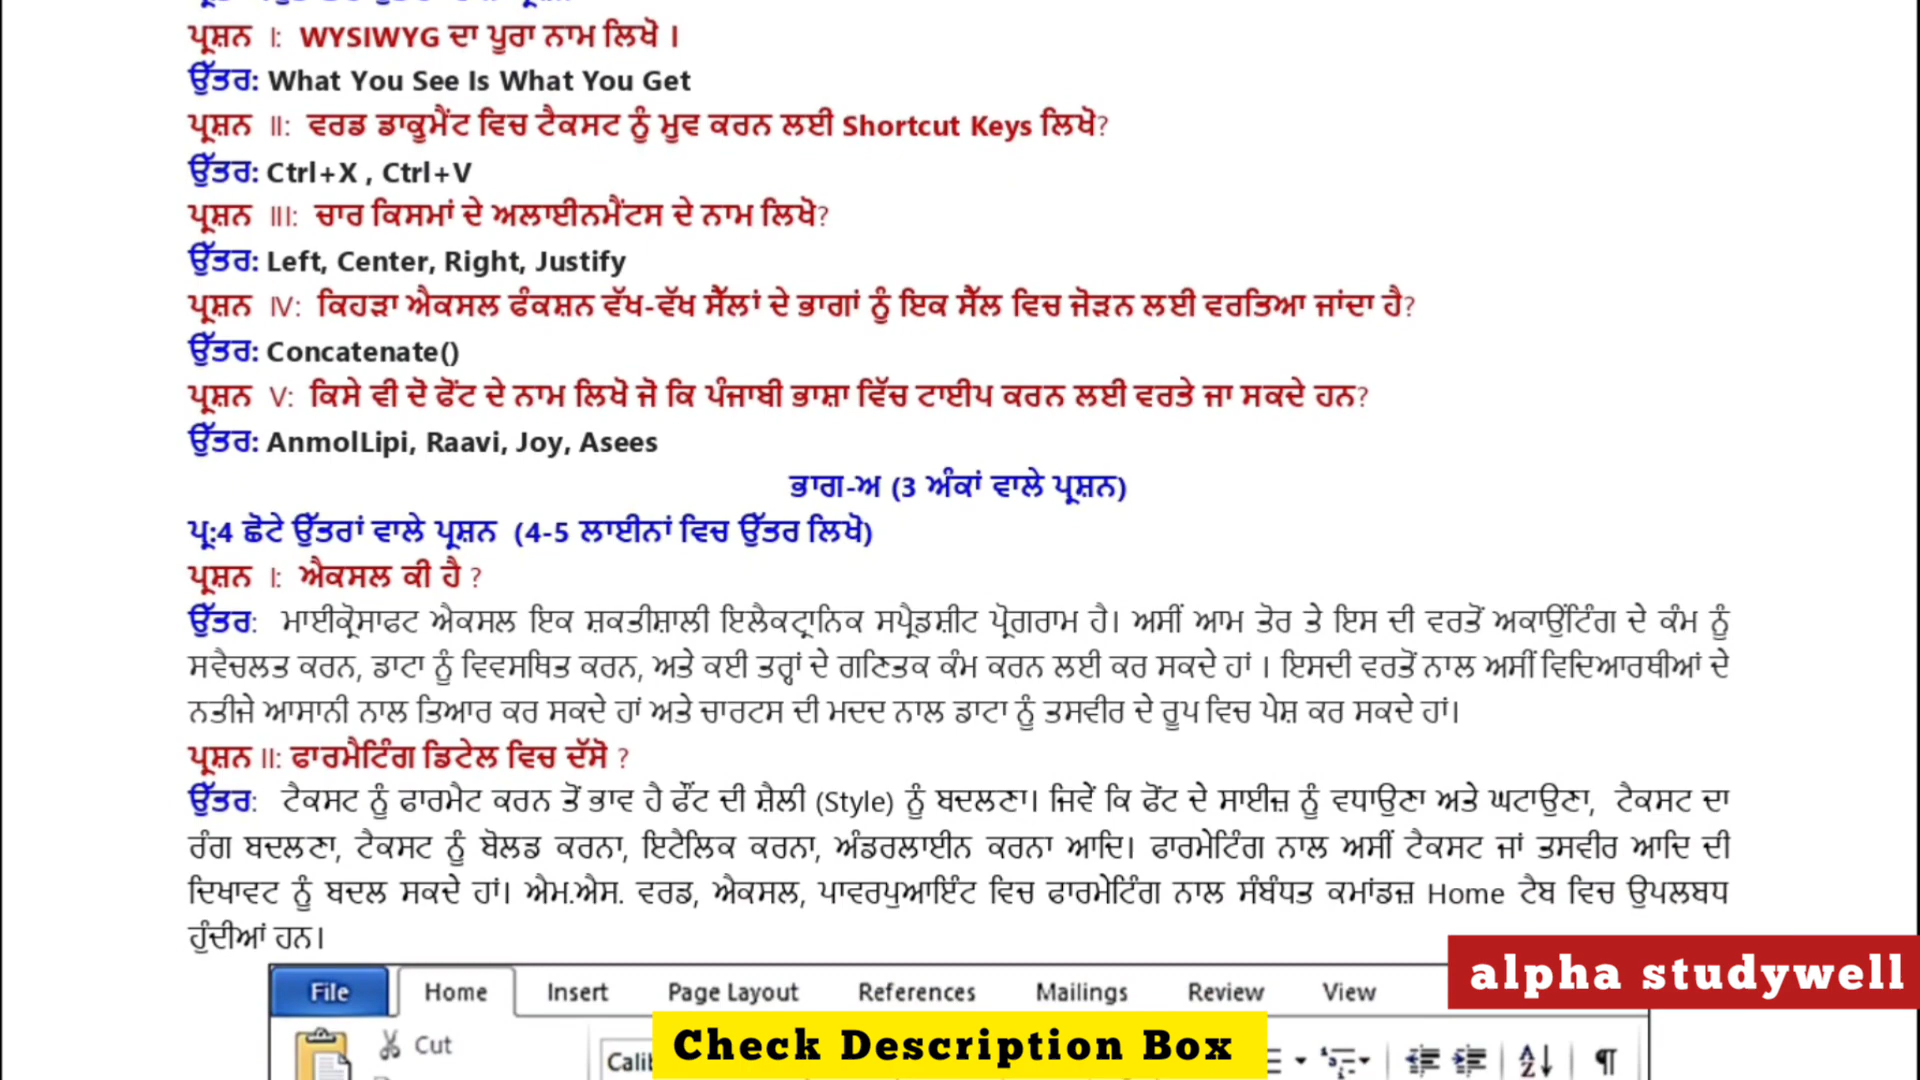 ਪ੍ਰਸ਼ਨ I: WYSIWYG ਦਾ ਪੂਰਾ ਨਾਮ ਲਿਖੋ ।
ਉੱਤਰ: What You See Is What You Get
ਪ੍ਰਸ਼ਨ II: ਵਰਡ ਡਾਕੂਮੈਂਟ ਵਿਚ ਟੈਕਸਟ ਨੂੰ ਮੂਵ ਕਰਨ ਲਈ Shortcut Keys ਲਿਖੋ?
ਉੱਤਰ: Ctrl+X , Ctrl+V
ਪ੍ਰਸ਼ਨ III: ਚਾਰ ਕਿਸਮਾਂ ਦੇ ਅਲਾਈਨਮੈਂਟਸ ਦੇ ਨਾਮ ਲਿਖੋ?
ਉੱਤਰ: Left, Center, Right, Justify
ਪ੍ਰਸ਼ਨ IV: ਕਿਹੜਾ ਐਕਸਲ ਫੰਕਸ਼ਨ ਵੱਖ-ਵੱਖ ਸੈੱਲਾਂ ਦੇ ਭਾਗਾਂ ਨੂੰ ਇਕ ਸੈੱਲ ਵਿਚ ਜੋੜਨ ਲਈ ਵਰਤਿਆ ਜਾਂਦਾ ਹੈ?
ਉੱਤਰ: Concatenate()
ਪ੍ਰਸ਼ਨ V: ਕਿਸੇ ਵੀ ਦੋ ਫੋਂਟ ਦੇ ਨਾਮ ਲਿਖੋ ਜੋ ਕਿ ਪੰਜਾਬੀ ਭਾਸ਼ਾ ਵਿੱਚ ਟਾਈਪ ਕਰਨ ਲਈ ਵਰਤੇ ਜਾ ਸਕਦੇ ਹਨ?
ਉੱਤਰ: AnmolLipi, Raavi, Joy, Asees
ਭਾਗ-ਅ (3 ਅੰਕਾਂ ਵਾਲੇ ਪ੍ਰਸ਼ਨ)
ਪ੍ਰ:4 ਛੋਟੇ ਉੱਤਰਾਂ ਵਾਲੇ ਪ੍ਰਸ਼ਨ (4-5 ਲਾਈਨਾਂ ਵਿਚ ਉੱਤਰ ਲਿਖੋ)
ਪ੍ਰਸ਼ਨ I: ਐਕਸਲ ਕੀ ਹੈ ?
ਉੱਤਰ: ਮਾਈਕ੍ਰੋਸਾਫਟ ਐਕਸਲ ਇਕ ਸ਼ਕਤੀਸ਼ਾਲੀ ਇਲੈਕਟ੍ਰਾਨਿਕ ਸਪ੍ਰੈਡਸ਼ੀਟ ਪ੍ਰੋਗਰਾਮ ਹੈ। ਅਸੀਂ ਆਮ ਤੋਰ ਤੇ ਇਸ ਦੀ ਵਰਤੋਂ ਅਕਾਉਂਟਿੰਗ ਦੇ ਕੰਮ ਨੂੰ
ਸਵੈਚਲਤ ਕਰਨ, ਡਾਟਾ ਨੂੰ ਵਿਵਸਥਿਤ ਕਰਨ, ਅਤੇ ਕਈ ਤਰ੍ਹਾਂ ਦੇ ਗਣਿਤਕ ਕੰਮ ਕਰਨ ਲਈ ਕਰ ਸਕਦੇ ਹਾਂ । ਇਸਦੀ ਵਰਤੋਂ ਨਾਲ ਅਸੀਂ ਵਿਦਿਆਰਥੀਆਂ ਦੇ
ਨਤੀਜੇ ਆਸਾਨੀ ਨਾਲ ਤਿਆਰ ਕਰ ਸਕਦੇ ਹਾਂ ਅਤੇ ਚਾਰਟਸ ਦੀ ਮਦਦ ਨਾਲ ਡਾਟਾ ਨੂੰ ਤਸਵੀਰ ਦੇ ਰੂਪ ਵਿਚ ਪੇਸ਼ ਕਰ ਸਕਦੇ ਹਾਂ।
ਪ੍ਰਸ਼ਨ II: ਫਾਰਮੈਟਿੰਗ ਡਿਟੇਲ ਵਿਚ ਦੱਸੋ ?
ਉੱਤਰ: ਟੈਕਸਟ ਨੂੰ ਫਾਰਮੈਟ ਕਰਨ ਤੋਂ ਭਾਵ ਹੈ ਫੌਂਟ ਦੀ ਸ਼ੈਲੀ (Style) ਨੂੰ ਬਦਲਣਾ। ਜਿਵੇਂ ਕਿ ਫੋਂਟ ਦੇ ਸਾਈਜ਼ ਨੂੰ ਵਧਾਉਣਾ ਅਤੇ ਘਟਾਉਣਾ, ਟੈਕਸਟ ਦਾ
ਰੰਗ ਬਦਲਣਾ, ਟੈਕਸਟ ਨੂੰ ਬੋਲਡ ਕਰਨਾ, ਇਟੈਲਿਕ ਕਰਨਾ, ਅੰਡਰਲਾਈਨ ਕਰਨਾ ਆਦਿ। ਫਾਰਮੇਟਿੰਗ ਨਾਲ ਅਸੀਂ ਟੈਕਸਟ ਜਾਂ ਤਸਵੀਰ ਆਦਿ ਦੀ
ਦਿਖਾਵਟ ਨੂੰ ਬਦਲ ਸਕਦੇ ਹਾਂ। ਐਮ.ਐਸ. ਵਰਡ, ਐਕਸਲ, ਪਾਵਰਪੁਆਇੰਟ ਵਿਚ ਫਾਰਮੇਟਿੰਗ ਨਾਲ ਸੰਬੰਧਤ ਕਮਾਂਡਜ਼ Home ਟੈਬ ਵਿਚ ਉਪਲਬਧ
ਹੁੰਦੀਆਂ ਹਨ।
alpha studywell
File Home Insert Page Layout References Mailings Review View
Cut
Check Description Box